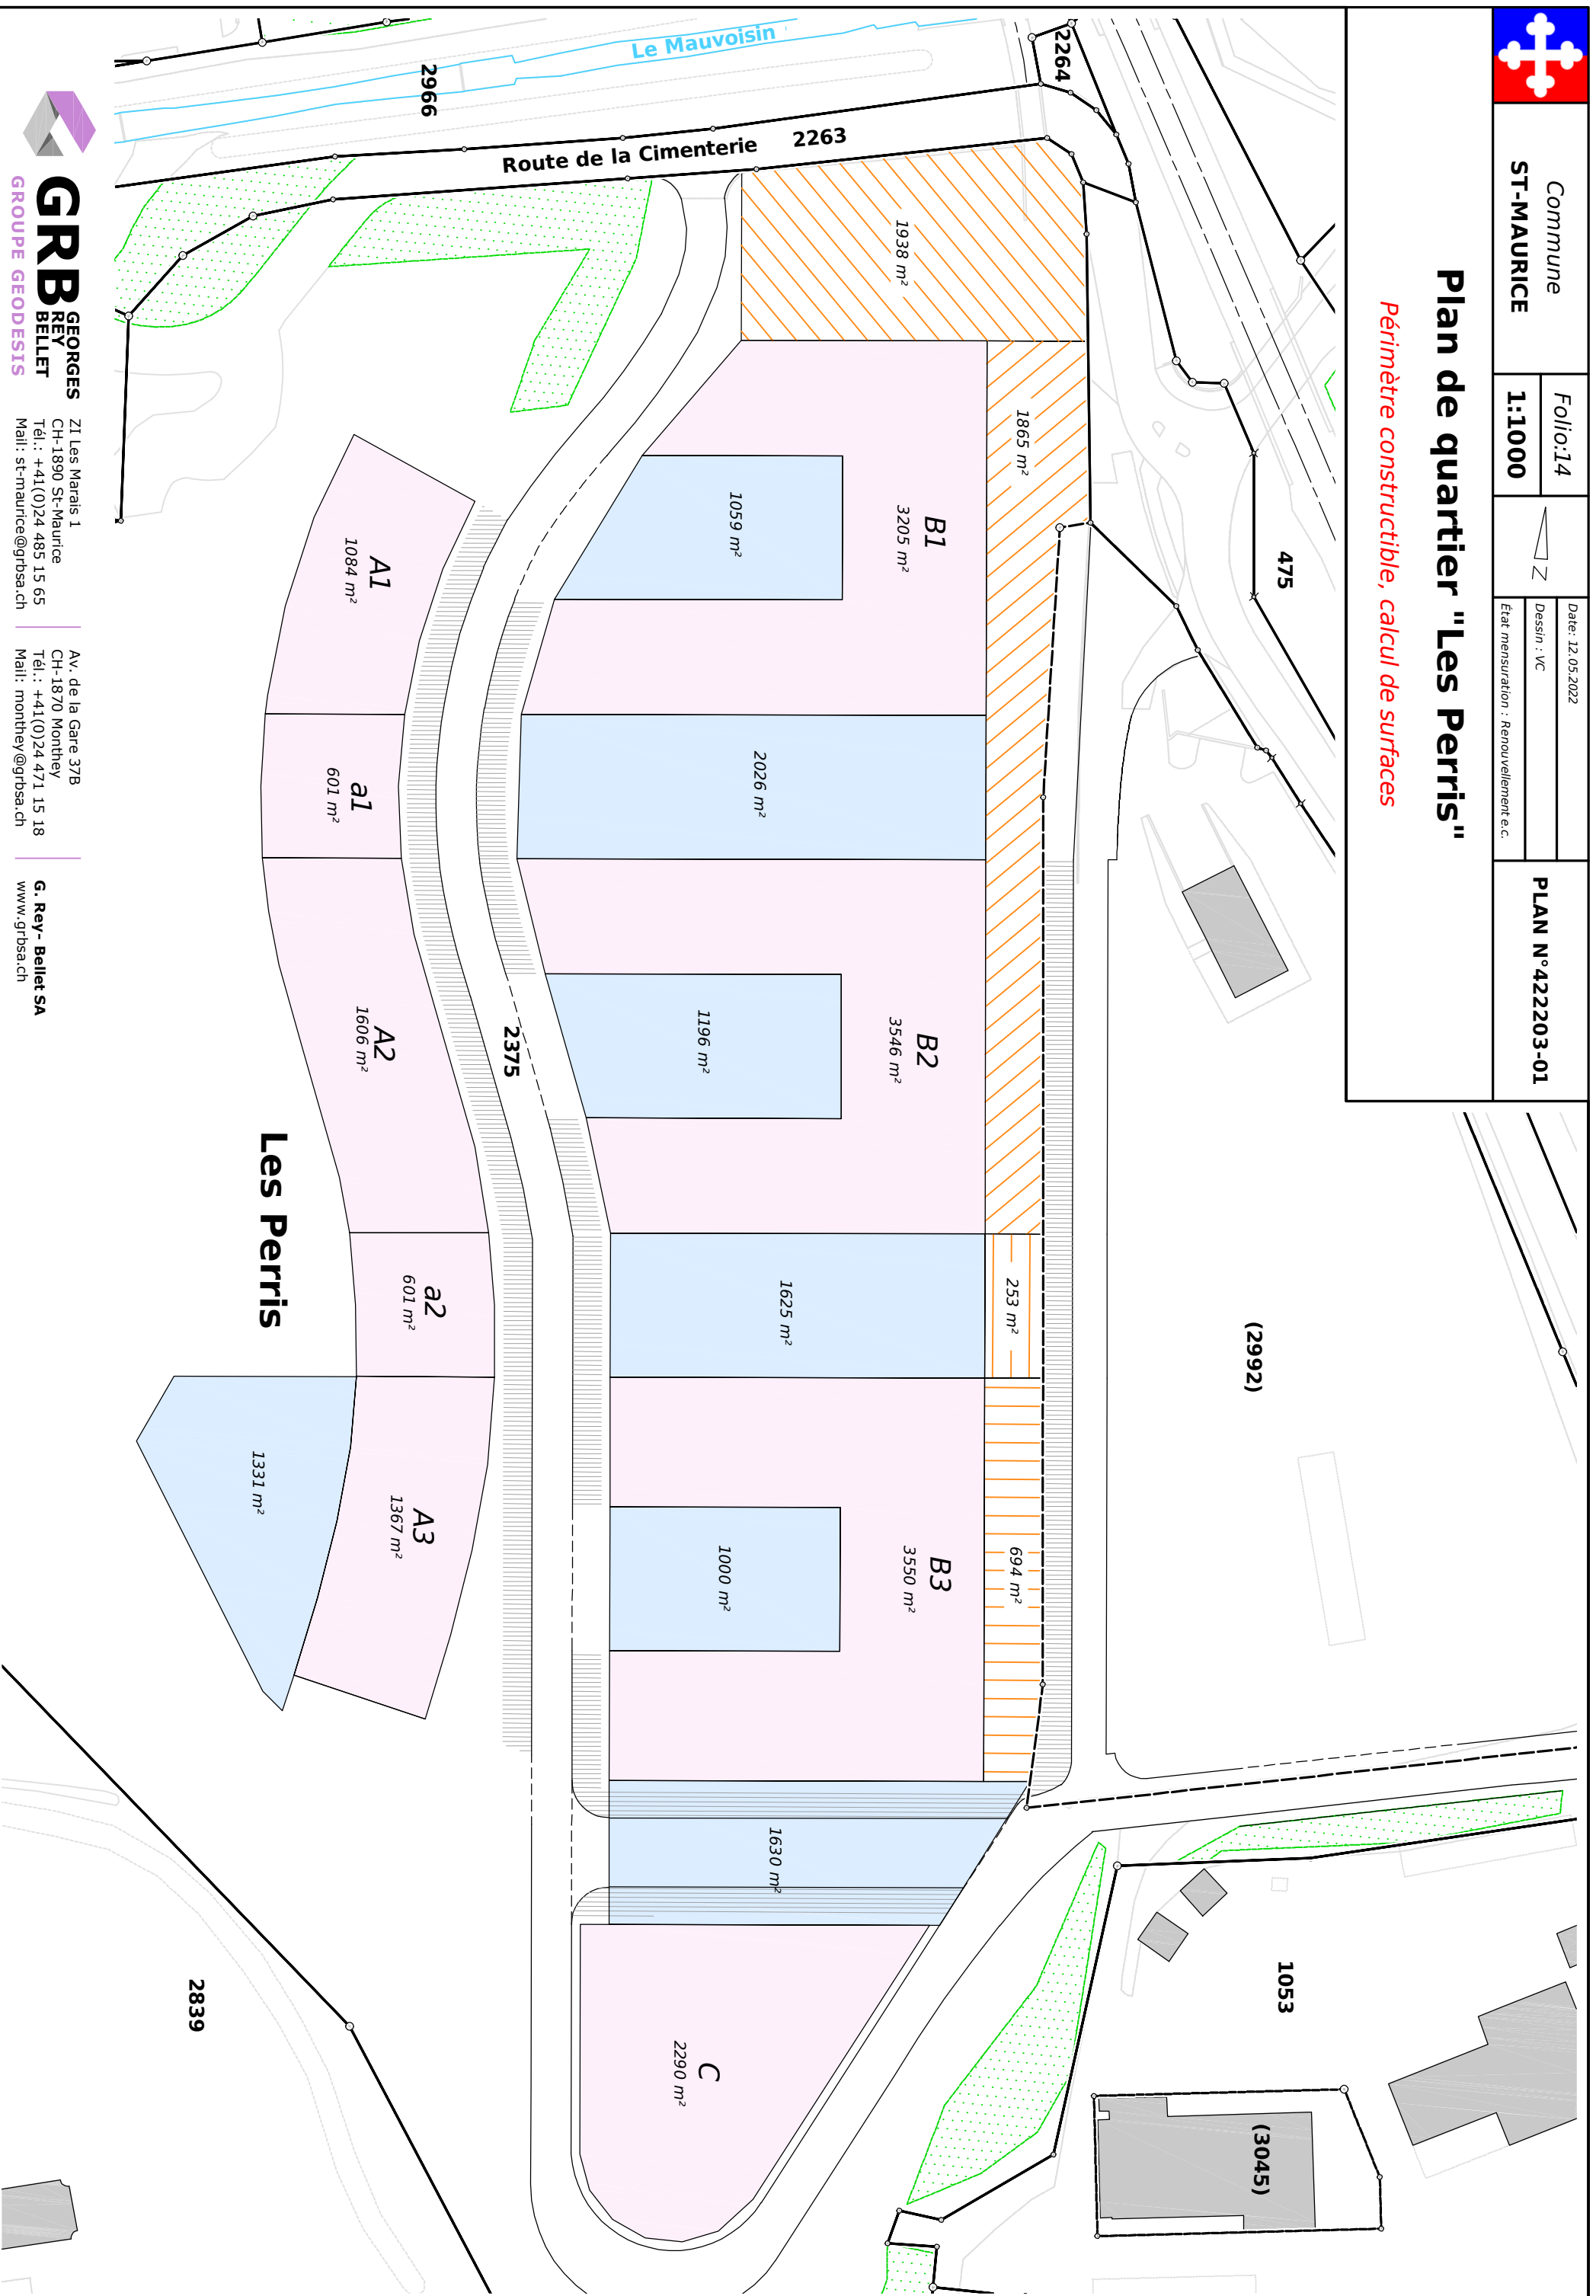 Commune
ST-MAURICE
Folio:14
1:1000
N
Date: 12.05.2022
Dessin : VC
État mensuration : Renouvellement e.c.
PLAN N°422203-01
Plan de quartier "Les Perris"
Périmètre constructible, calcul de surfaces
Le Mauvoisin
2264
2966
Route de la Cimenterie 2263
475
1938 m²
1865 m²
B1
3205 m²
1059 m²
A1
1084 m²
2026 m²
a1
601 m²
B2
3546 m²
1196 m²
2375
A2
1606 m²
Les Perris
(2992)
253 m²
1625 m²
a2
601 m²
694 m²
B3
3550 m²
1000 m²
A3
1367 m²
1331 m²
1630 m²
1053
2839
C
2290 m²
(3045)
GRB
GEORGES
REY
BELLET
GROUPE GEODESIS
ZI Les Marais 1
CH-1890 St-Maurice
Tél.: +41(0)24 485 15 65
Mail: st-maurice@grbsa.ch
Av. de la Gare 37B
CH-1870 Monthey
Tél.: +41(0)24 471 15 18
Mail: monthey@grbsa.ch
G. Rey- Bellet SA
www.grbsa.ch